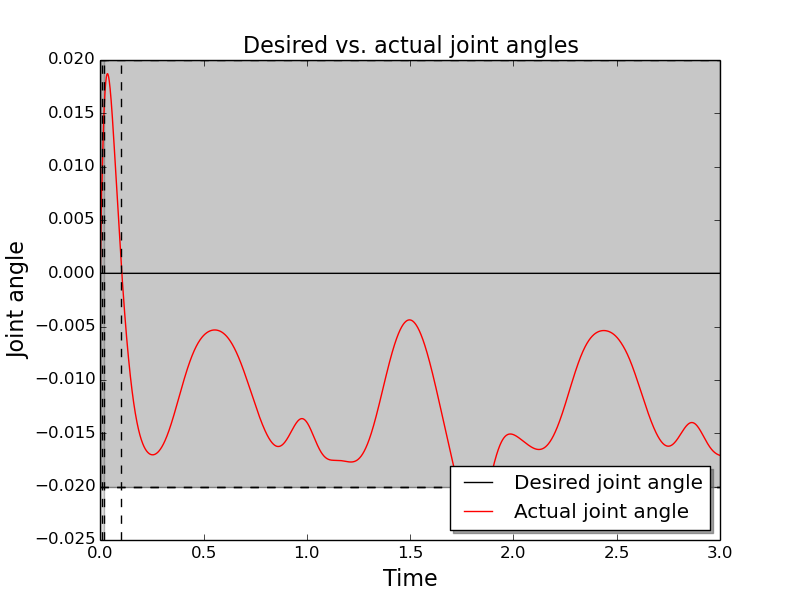 Desired vs. actual joint angles
0.020
0.015
0.010
0.005
0.000
−0.005
−0.010
−0.015
−0.020
−0.025
Joint angle
Desired joint angle
Actual joint angle
0.0 0.5 1.0 1.5 2.0 2.5 3.0
Time